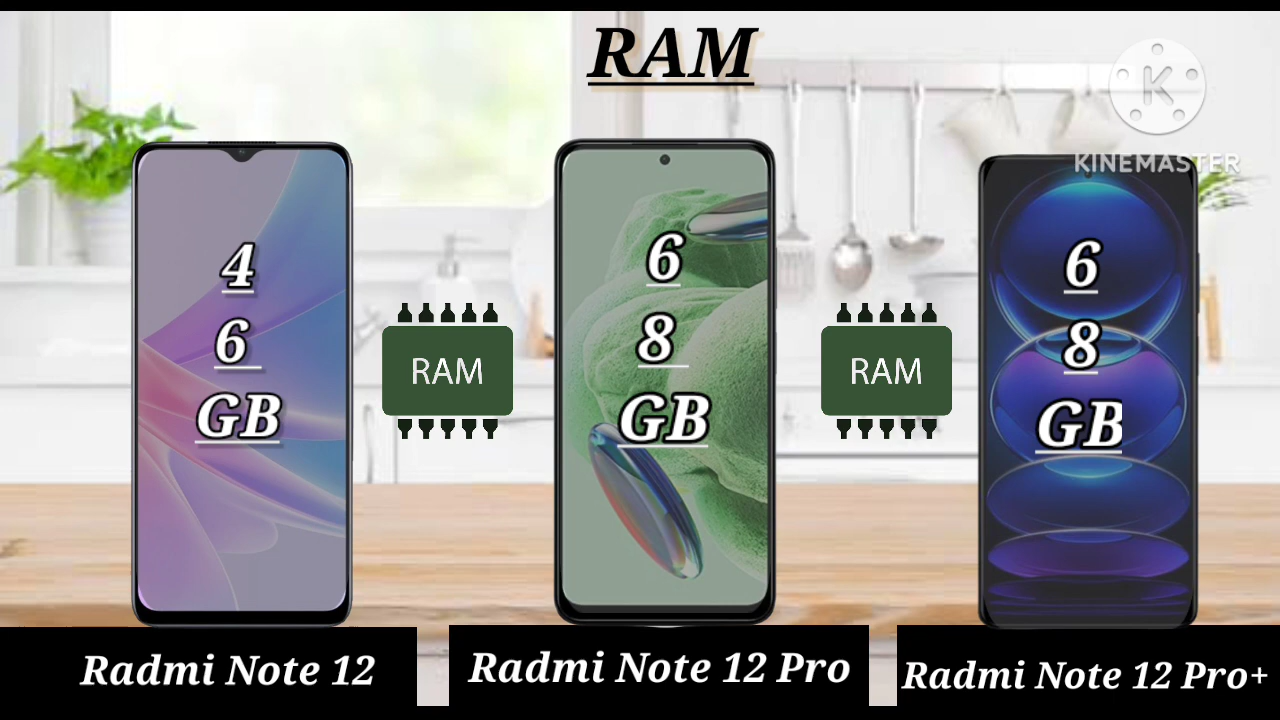 RAM
K
KINEMASTER
4
6
GB
RAM
6
8
GB
RAM
6
8
GB
Radmi Note 12
Radmi Note 12 Pro
Radmi Note 12 Pro+